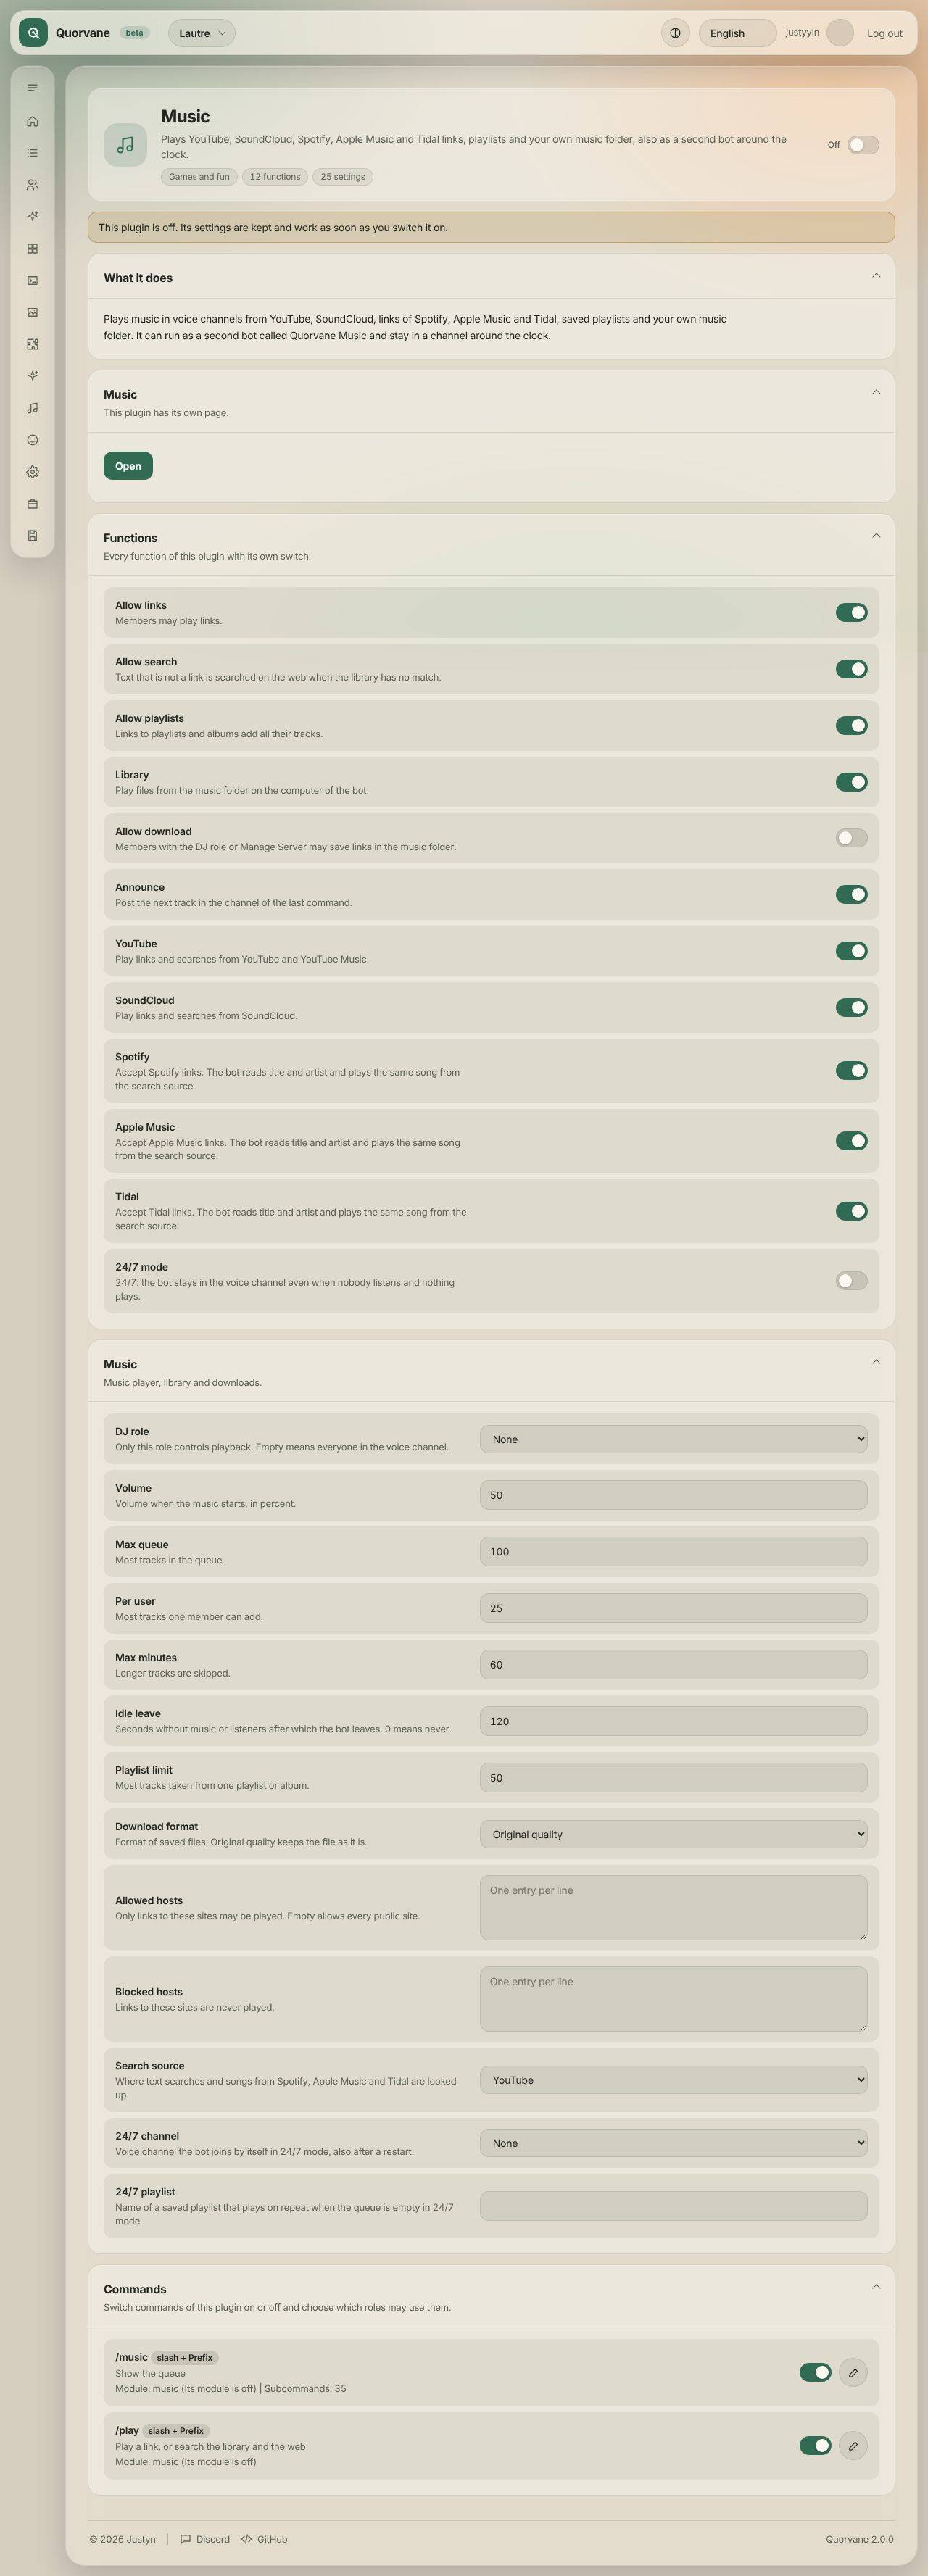 Quorvane beta Lautre English justyyin Log out
Music
Plays YouTube, SoundCloud, Spotify, Apple Music and Tidal links, playlists and your own music folder, also as a second bot around the
clock.
Off
Games and fun 12 functions 25 settings
This plugin is off. Its settings are kept and work as soon as you switch it on.
What it does
Plays music in voice channels from YouTube, SoundCloud, links of Spotify, Apple Music and Tidal, saved playlists and your own music
folder. It can run as a second bot called Quorvane Music and stay in a channel around the clock.
Music
This plugin has its own page.
Open
Functions
Every function of this plugin with its own switch.
Allow links
Members may play links.
Allow search
Text that is not a link is searched on the web when the library has no match.
Allow playlists
Links to playlists and albums add all their tracks.
Library
Play files from the music folder on the computer of the bot.
Allow download
Members with the DJ role or Manage Server may save links in the music folder.
Announce
Post the next track in the channel of the last command.
YouTube
Play links and searches from YouTube and YouTube Music.
SoundCloud
Play links and searches from SoundCloud.
Spotify
Accept Spotify links. The bot reads title and artist and plays the same song from
the search source.
Apple Music
Accept Apple Music links. The bot reads title and artist and plays the same song
from the search source.
Tidal
Accept Tidal links. The bot reads title and artist and plays the same song from the
search source.
24/7 mode
24/7: the bot stays in the voice channel even when nobody listens and nothing
plays.
Music
Music player, library and downloads.
DJ role
Only this role controls playback. Empty means everyone in the voice channel.
None
Volume
Volume when the music starts, in percent.
50
Max queue
Most tracks in the queue.
100
Per user
Most tracks one member can add.
25
Max minutes
Longer tracks are skipped.
60
Idle leave
Seconds without music or listeners after which the bot leaves. 0 means never.
120
Playlist limit
Most tracks taken from one playlist or album.
50
Download format
Format of saved files. Original quality keeps the file as it is.
Original quality
Allowed hosts
Only links to these sites may be played. Empty allows every public site.
One entry per line
Blocked hosts
Links to these sites are never played.
One entry per line
Search source
Where text searches and songs from Spotify, Apple Music and Tidal are looked
up.
YouTube
24/7 channel
Voice channel the bot joins by itself in 24/7 mode, also after a restart.
None
24/7 playlist
Name of a saved playlist that plays on repeat when the queue is empty in 24/7
mode.
Commands
Switch commands of this plugin on or off and choose which roles may use them.
/music slash + Prefix
Show the queue
Module: music (Its module is off) | Subcommands: 35
/play slash + Prefix
Play a link, or search the library and the web
Module: music (Its module is off)
© 2026 Justyn | Discord GitHub Quorvane 2.0.0